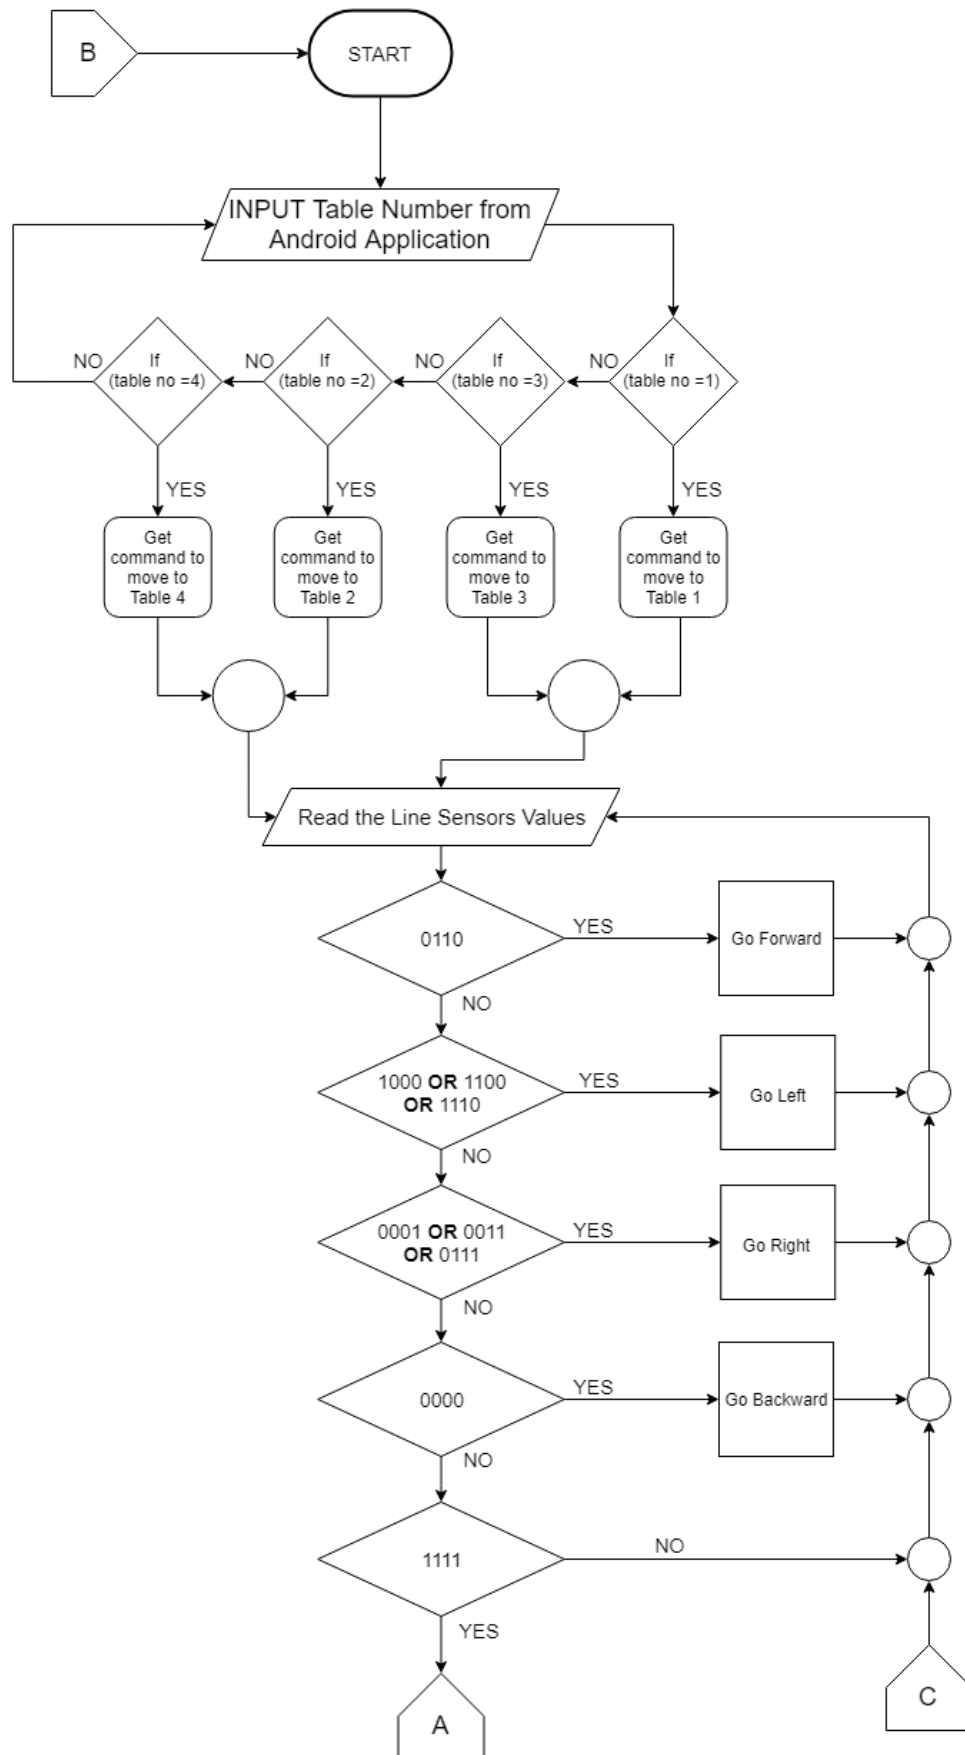 B
START
INPUT Table Number from
Android Application
NO
If
(table no =4)
NO
If
(table no =2)
NO
If
(table no =3)
NO
If
(table no =1)
YES
YES
YES
YES
Get
command to
move to
Table 4
Get
command to
move to
Table 2
Get
command to
move to
Table 3
Get
command to
move to
Table 1
Read the Line Sensors Values
0110
YES
Go Forward
NO
1000 OR 1100
OR 1110
YES
Go Left
NO
0001 OR 0011
OR 0111
YES
Go Right
NO
0000
YES
Go Backward
NO
1111
NO
YES
C
A